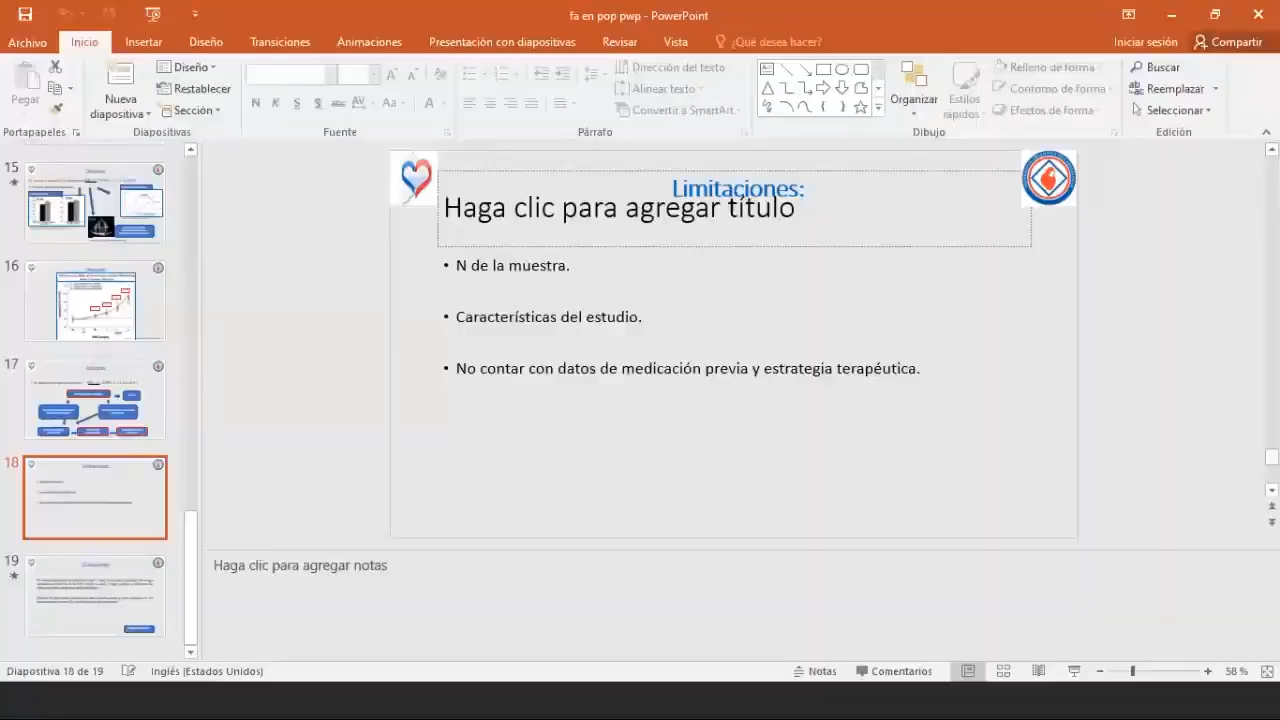 fa en pop pwp - PowerPoint
Archivo Inicio Insertar Diseño Transiciones Animaciones Presentación con diapositivas Revisar Vista ¿Qué desea hacer? Iniciar sesión Compartir
Pegar
Portapapeles
Nueva diapositiva
Diseño
Restablecer
Sección
Diapositivas
N K S S abc AV Aa A
Fuente
Dirección del texto
Alinear texto
Convertir a SmartArt
Párrafo
Organizar
Estilos rápidos
Relleno de forma
Contorno de forma
Efectos de forma
Dibujo
Buscar
Reemplazar
Seleccionar
Edición
15
16
17
18
19
Limitaciones:
Haga clic para agregar título
• N de la muestra.
• Características del estudio.
• No contar con datos de medicación previa y estrategia terapéutica.
Haga clic para agregar notas
Diapositiva 18 de 19 Inglés (Estados Unidos) Notas Comentarios 58 %